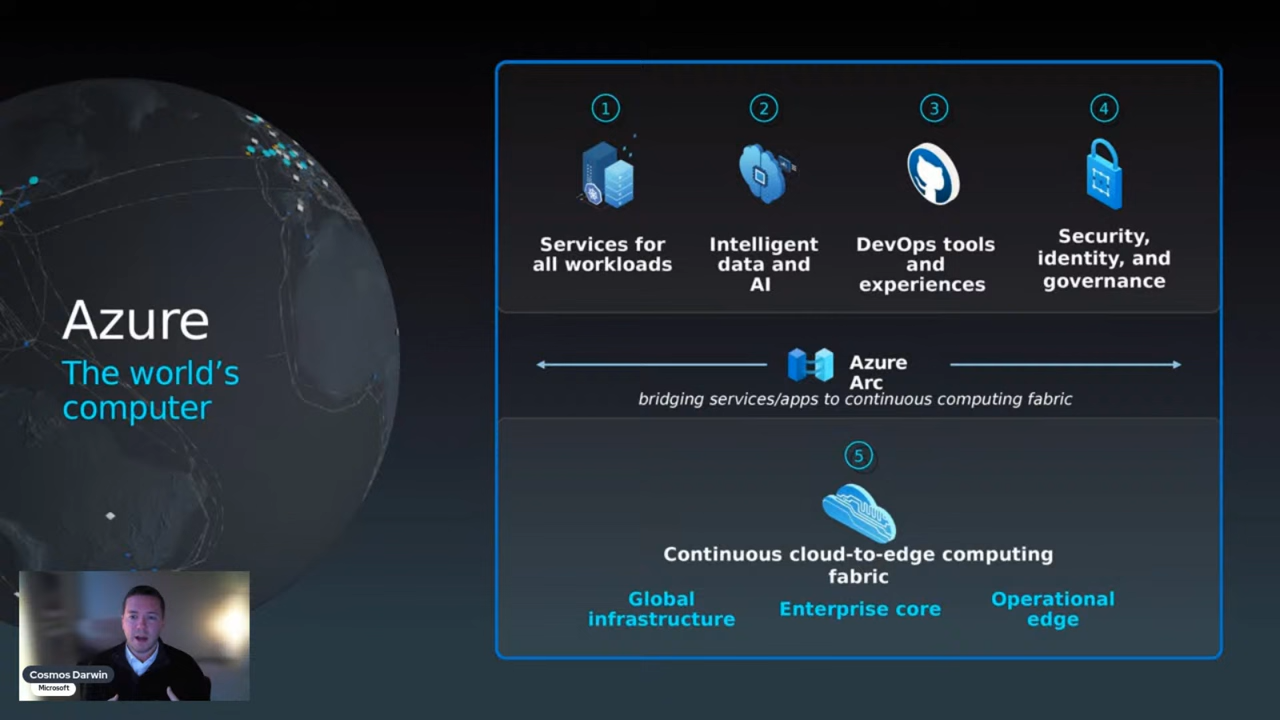 Azure
The world's
computer
1
Services for
all workloads
2
Intelligent
data and
AI
3
DevOps tools
and
experiences
4
Security,
identity, and
governance
Azure
Arc
bridging services/apps to continuous computing fabric
5
Continuous cloud-to-edge computing
fabric
Global
infrastructure
Enterprise core
Operational
edge
Cosmos Darwin
Microsoft